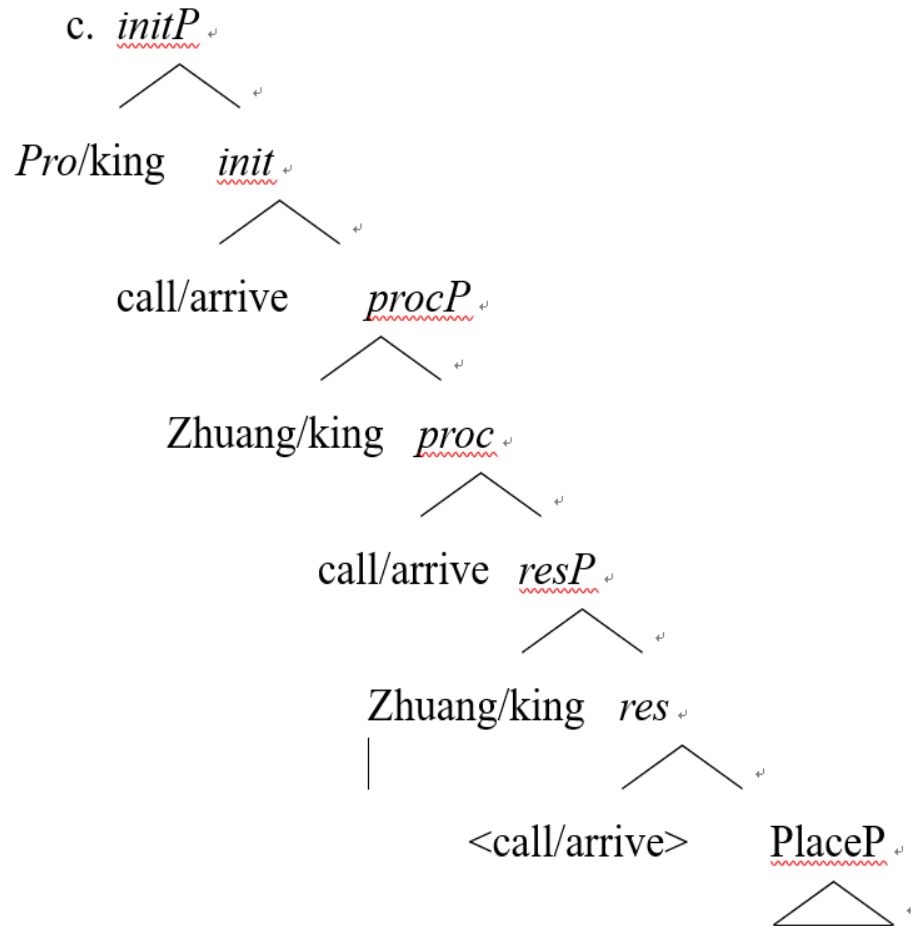 c. initP
Pro/king init
call/arrive procP
Zhuang/king proc
call/arrive resP
Zhuang/king res
<call/arrive> PlaceP